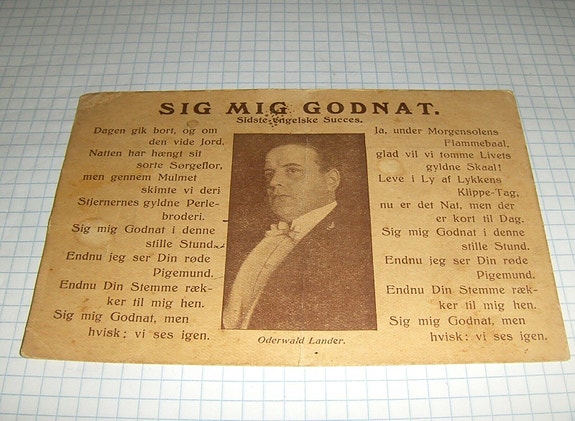 SIG MIG GODNAT.
Sidste engelske Succes.
Dagen gik bort, og om
den vide Jord.
Natten har hængt sit
sorte Sørgeflor,
men gennem Mulmet
skimte vi deri
Stjernernes gyldne Perle-
broderi.
Sig mig Godnat i denne
stille Stund.
Endnu jeg ser Din røde
Pigemund.
Endnu Din Stemme ræk-
ker til mig hen.
Sig mig Godnat, men
hvisk: vi ses igen.
Ja, under Morgensolens
Flammebaal,
glad vil vi tømme Livets
gyldne Skaal!
Leve i Ly af Lykkens
Klippe-Tag,
nu er det Nat, men der
er kort til Dag.
Sig mig Godnat i denne
stille Stund.
Endnu jeg ser Din røde
Pigemund.
Endnu Din Stemme ræk-
ker til mig hen.
Sig mig Godnat, men
hvisk: vi ses igen.
Oderwald Lander.